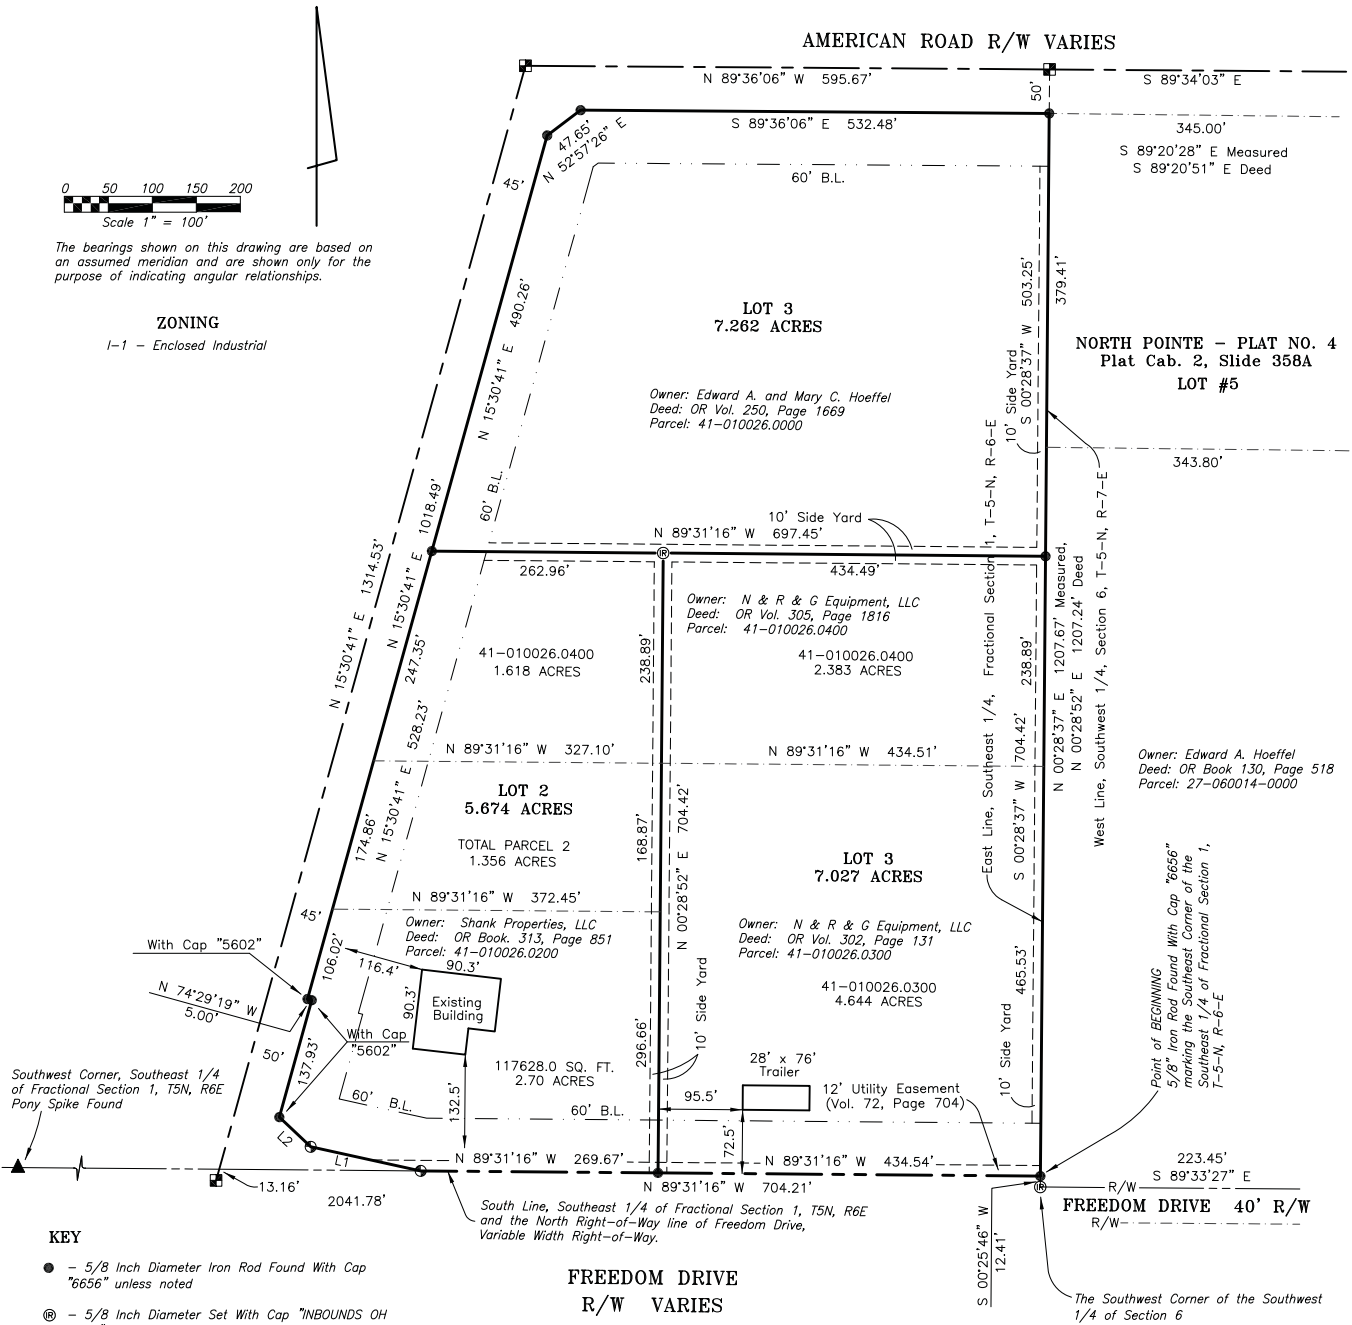 AMERICAN ROAD R/W VARIES
N 89°36'06" W 595.67'
S 89°34'03" E
50'
S 89°36'06" E 532.48'
47.65'
N 52°57'26" E
345.00'
S 89°20'28" E Measured
S 89°20'51" E Deed
60' B.L.
45'
0 50 100 150 200
Scale 1" = 100'
The bearings shown on this drawing are based on
an assumed meridian and are shown only for the
purpose of indicating angular relationships.
ZONING
I-1 - Enclosed Industrial
N 15°30'41" E 490.26'
LOT 3
7.262 ACRES
S 00°28'37" W 503.25'
379.41'
10' Side Yard
NORTH POINTE - PLAT NO. 4
Plat Cab. 2, Slide 358A
LOT #5
Owner: Edward A. and Mary C. Hoeffel
Deed: OR Vol. 250, Page 1669
Parcel: 41-010026.0000
343.80'
60' B.L.
N 15°30'41" E 1018.49'
N 15°30'41" E 1314.53'
10' Side Yard
N 89°31'16" W 697.45'
262.96'
434.49'
East Line, Southeast 1/4, Fractional Section 1, T-5-N, R-6-E
West Line, Southwest 1/4, Section 6, T-5-N, R-7-E
N 00°28'37" E 1207.67' Measured,
N 00°28'52" E 1207.24' Deed
Owner: N & R & G Equipment, LLC
Deed: OR Vol. 305, Page 1816
Parcel: 41-010026.0400
247.35'
41-010026.0400
1.618 ACRES
238.89'
41-010026.0400
2.383 ACRES
238.89'
N 15°30'41" E 528.23'
N 89°31'16" W 327.10'
N 89°31'16" W 434.51'
S 00°28'37" W 704.42'
Owner: Edward A. Hoeffel
Deed: OR Book 130, Page 518
Parcel: 27-060014-0000
LOT 2
5.674 ACRES
174.86'
TOTAL PARCEL 2
1.356 ACRES
168.87'
N 00°28'52" E 704.42'
LOT 3
7.027 ACRES
N 89°31'16" W 372.45'
Owner: Shank Properties, LLC
Deed: OR Book. 313, Page 851
Parcel: 41-010026.0200
Owner: N & R & G Equipment, LLC
Deed: OR Vol. 302, Page 131
Parcel: 41-010026.0300
41-010026.0300
4.644 ACRES
465.53'
Point of BEGINNING
5/8" Iron Rod Found With Cap "6656"
marking the Southeast Corner of the
Southeast 1/4 of Fractional Section 1,
T-5-N, R-6-E
45'
With Cap "5602"
106.02'
116.4'
90.3'
90.3'
Existing
Building
N 74°29'19" W
5.00'
With Cap
"5602"
50'
137.93'
10' Side Yard
10' Side Yard
296.66'
117628.0 SQ. FT.
2.70 ACRES
28' x 76'
Trailer
12' Utility Easement
(Vol. 72, Page 704)
Southwest Corner, Southeast 1/4
of Fractional Section 1, T5N, R6E
Pony Spike Found
60' B.L.
132.5'
60' B.L.
95.5'
72.5'
L2
L1
N 89°31'16" W 269.67'
N 89°31'16" W 434.54'
N 89°31'16" W 704.21'
223.45'
S 89°33'27" E
13.16'
2041.78'
South Line, Southeast 1/4 of Fractional Section 1, T5N, R6E
and the North Right-of-Way line of Freedom Drive,
Variable Width Right-of-Way.
R/W
FREEDOM DRIVE 40' R/W
R/W
S 00°25'46" W
12.41'
KEY
- 5/8 Inch Diameter Iron Rod Found With Cap
"6656" unless noted
IR - 5/8 Inch Diameter Set With Cap "INBOUNDS OH
FREEDOM DRIVE
R/W VARIES
IR
IR
The Southwest Corner of the Southwest
1/4 of Section 6